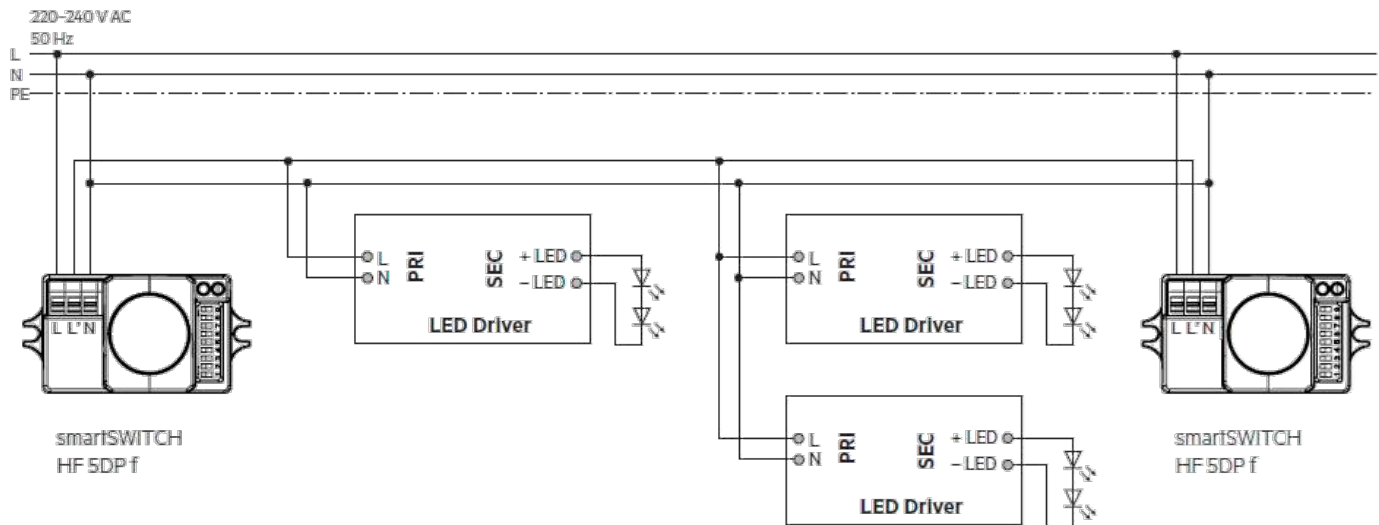 220-240 V AC
50 Hz
L
N
PE
L
N
PRI
SEC
+ LED
- LED
LED Driver
L
N
PRI
SEC
+ LED
- LED
LED Driver
L L' N
L L' N
smartSWITCH
HF 5DP f
L
N
PRI
SEC
+ LED
- LED
LED Driver
smartSWITCH
HF 5DP f